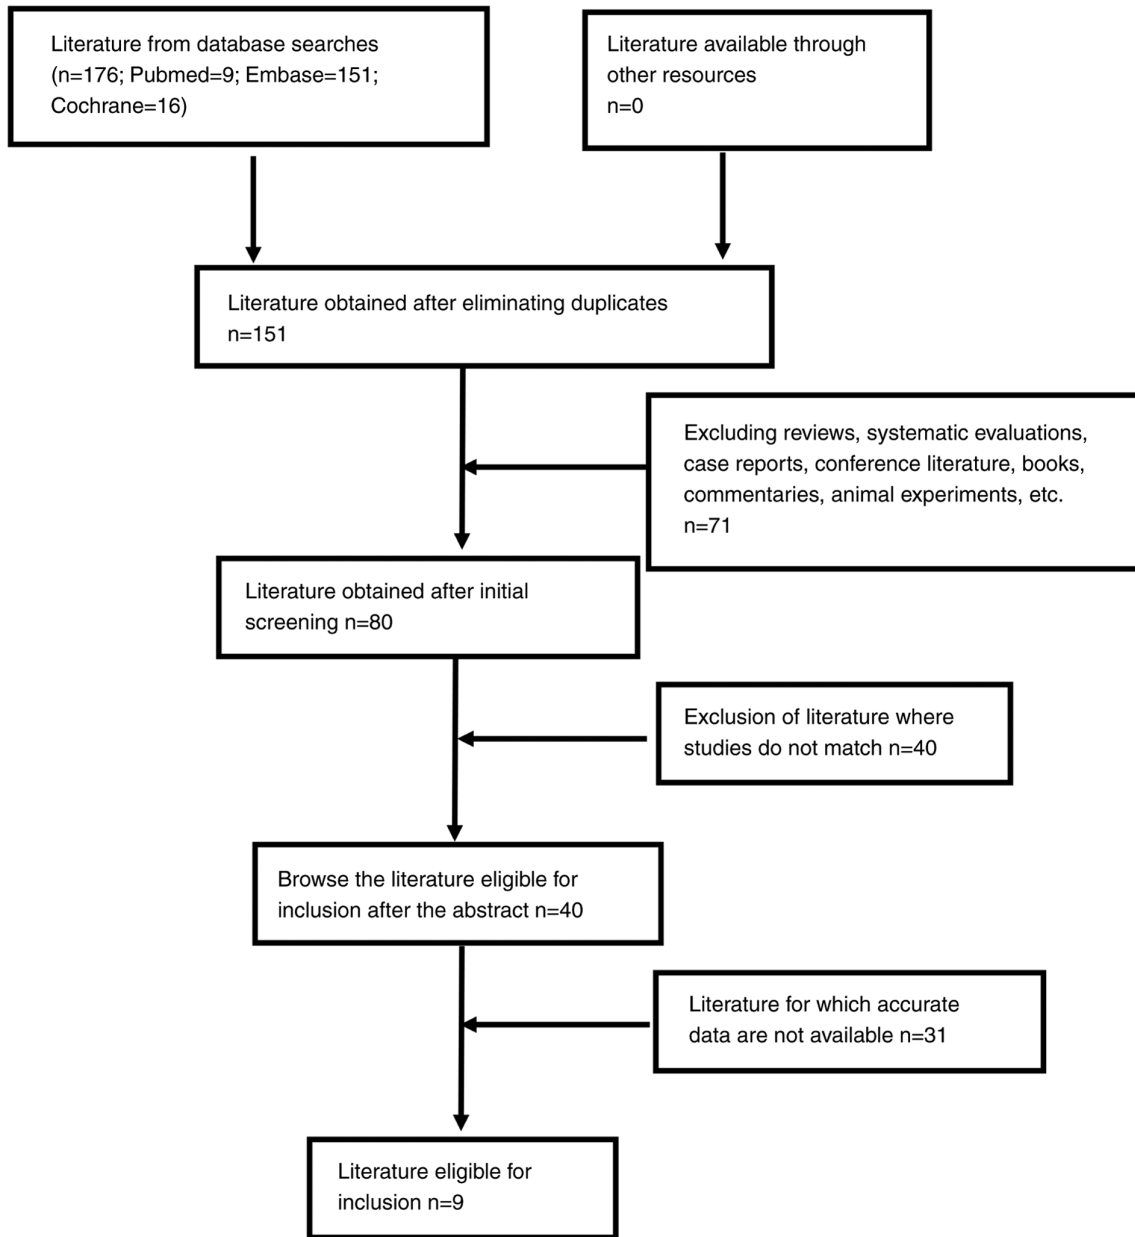 Literature from database searches
(n=176; Pubmed=9; Embase=151;
Cochrane=16)
Literature available through
other resources
n=0
Literature obtained after eliminating duplicates
n=151
Excluding reviews, systematic evaluations,
case reports, conference literature, books,
commentaries, animal experiments, etc.
n=71
Literature obtained after initial
screening n=80
Exclusion of literature where
studies do not match n=40
Browse the literature eligible for
inclusion after the abstract n=40
Literature for which accurate
data are not available n=31
Literature eligible for
inclusion n=9